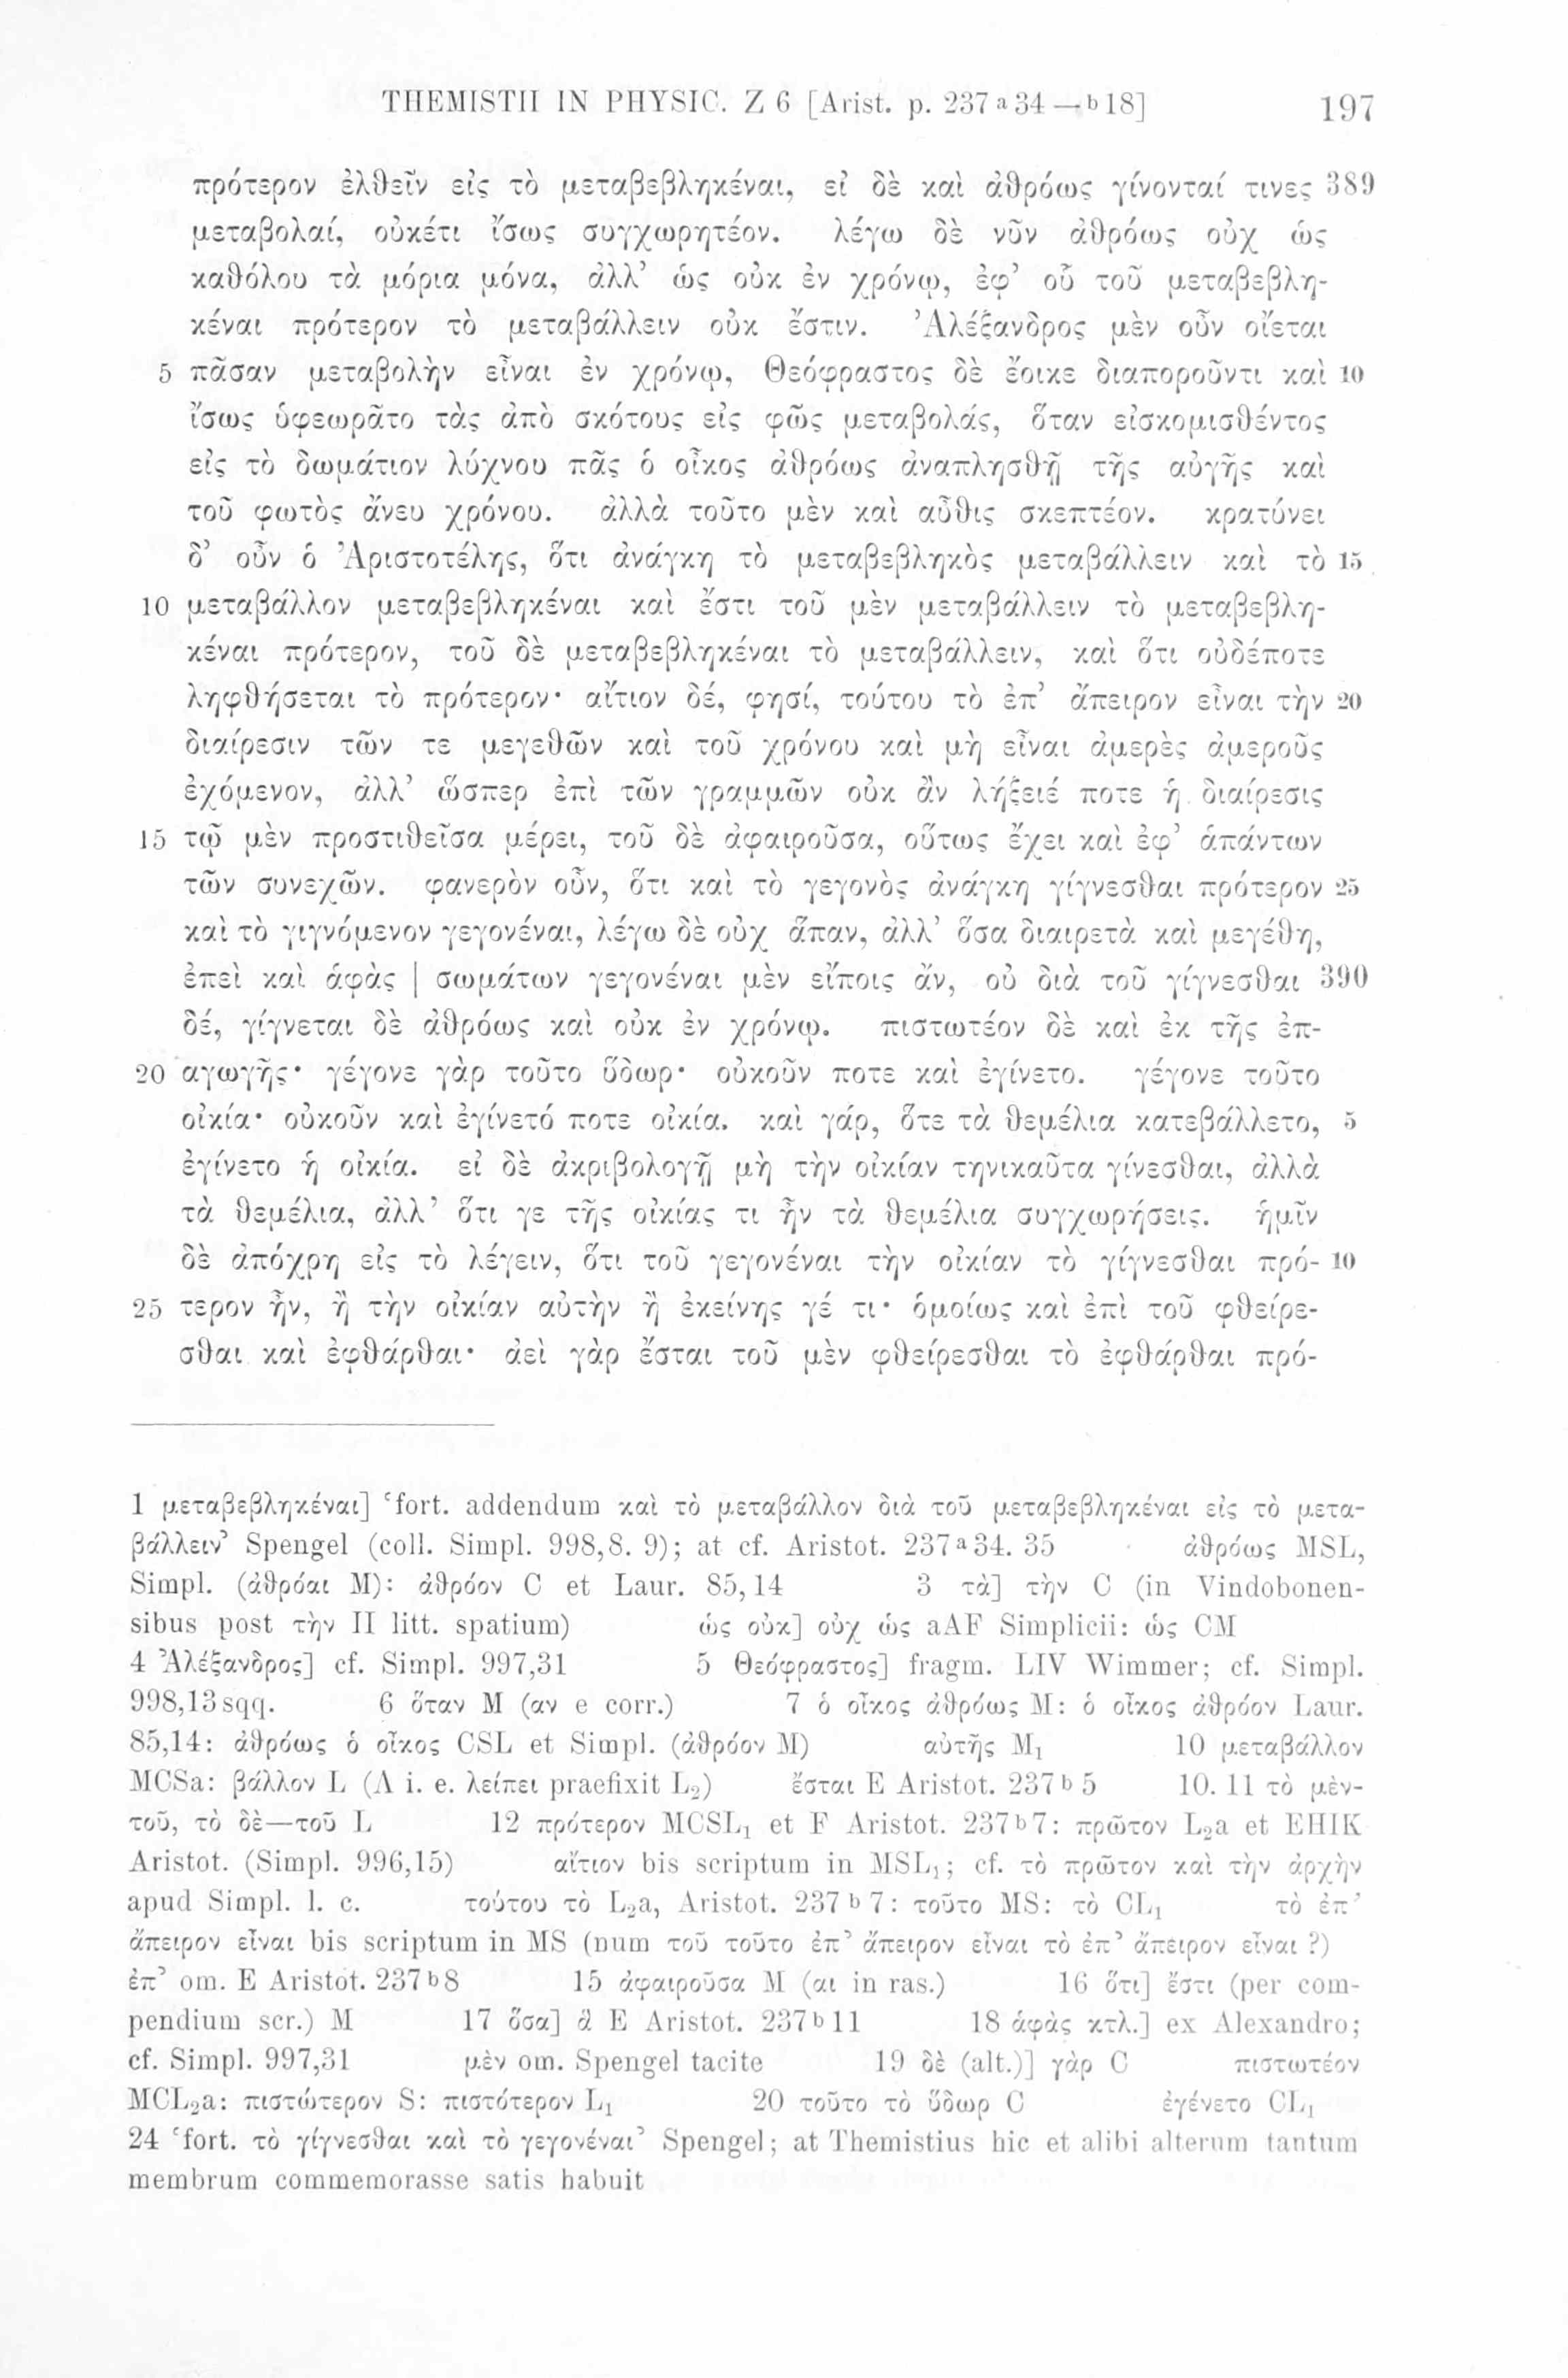 THEMISTII IN PHYSIC. Z 6 [Arist. p. 237 a 34 — b 18] 197
πρότερον ἐλθεῖν εἰς τὸ μεταβεβληκέναι, εἰ δὲ καὶ ἀθρόως γίνονταί τινες 389
μεταβολαί, οὐκέτι ἴσως συγχωρητέον. λέγω δὲ νῦν ἀθρόως οὐχ ὡς
καθόλου τὰ μόρια μόνα, ἀλλ’ ὡς οὐκ ἐν χρόνῳ, ἐφ’ οὗ τοῦ μεταβεβλη-
κέναι πρότερον τὸ μεταβάλλειν οὐκ ἔστιν. Ἀλέξανδρος μὲν οὖν οἴεται
5 πᾶσαν μεταβολὴν εἶναι ἐν χρόνῳ, Θεόφραστος δὲ ἔοικε διαποροῦντι καὶ 10
ἴσως ὑφεωρᾶτο τὰς ἀπὸ σκότους εἰς φῶς μεταβολάς, ὅταν εἰσκομισθέντος
εἰς τὸ δωμάτιον λύχνου πᾶς ὁ οἶκος ἀθρόως ἀναπλησθῇ τῆς αὐγῆς καὶ
τοῦ φωτὸς ἄνευ χρόνου. ἀλλὰ τοῦτο μὲν καὶ αὖθις σκεπτέον. κρατύνει
δ’ οὖν ὁ Ἀριστοτέλης, ὅτι ἀνάγκη τὸ μεταβεβληκὸς μεταβάλλειν καὶ τὸ 15
10 μεταβάλλον μεταβεβληκέναι καὶ ἔστι τοῦ μὲν μεταβάλλειν τὸ μεταβεβλη-
κέναι πρότερον, τοῦ δὲ μεταβεβληκέναι τὸ μεταβάλλειν, καὶ ὅτι οὐδέποτε
ληφθήσεται τὸ πρότερον· αἴτιον δέ, φησί, τούτου τὸ ἐπ’ ἄπειρον εἶναι τὴν 20
διαίρεσιν τῶν τε μεγεθῶν καὶ τοῦ χρόνου καὶ μὴ εἶναι ἀμερὲς ἀμεροῦς
ἐχόμενον, ἀλλ’ ὥσπερ ἐπὶ τῶν γραμμῶν οὐκ ἂν λήξειέ ποτε ἡ διαίρεσις
15 τῷ μὲν προστιθεῖσα μέρει, τοῦ δὲ ἀφαιροῦσα, οὕτως ἔχει καὶ ἐφ’ ἁπάντων
τῶν συνεχῶν. φανερὸν οὖν, ὅτι καὶ τὸ γεγονὸς ἀνάγκη γίγνεσθαι πρότερον 25
καὶ τὸ γιγνόμενον γεγονέναι, λέγω δὲ οὐχ ἅπαν, ἀλλ’ ὅσα διαιρετὰ καὶ μεγέθη,
ἐπεὶ καὶ ἁφὰς | σωμάτων γεγονέναι μὲν εἴποις ἄν, οὐ διὰ τοῦ γίγνεσθαι 390
δέ, γίγνεται δὲ ἀθρόως καὶ οὐκ ἐν χρόνῳ. πιστωτέον δὲ καὶ ἐκ τῆς ἐπ-
20 αγωγῆς· γέγονε γὰρ τοῦτο ὕδωρ· οὐκοῦν ποτε καὶ ἐγίνετο. γέγονε τοῦτο
οἰκία· οὐκοῦν καὶ ἐγίνετό ποτε οἰκία. καὶ γάρ, ὅτε τὰ θεμέλια κατεβάλλετο, 5
ἐγίνετο ἡ οἰκία. εἰ δὲ ἀκριβολογῇ μὴ τὴν οἰκίαν τηνικαῦτα γίνεσθαι, ἀλλὰ
τὰ θεμέλια, ἀλλ’ ὅτι γε τῆς οἰκίας τι ἦν τὰ θεμέλια συγχωρήσεις. ἡμῖν
δὲ ἀπόχρη εἰς τὸ λέγειν, ὅτι τοῦ γεγονέναι τὴν οἰκίαν τὸ γίγνεσθαι πρό- 10
25 τερον ἦν, ἢ τὴν οἰκίαν αὐτὴν ἢ ἐκείνης γέ τι· ὁμοίως καὶ ἐπὶ τοῦ φθείρε-
σθαι καὶ ἐφθάρθαι· ἀεὶ γὰρ ἔσται τοῦ μὲν φθείρεσθαι τὸ ἐφθάρθαι πρό-
1 μεταβεβληκέναι] ‘fort. addendum καὶ τὸ μεταβάλλον διὰ τοῦ μεταβεβληκέναι εἰς τὸ μετα-
βάλλειν’ Spengel (coll. Simpl. 998,8. 9); at cf. Aristot. 237 a 34. 35 ἀθρόως MSL,
Simpl. (ἀθρόαι M): ἀθρόον C et Laur. 85,14 3 τὰ] τὴν C (in Vindobonen-
sibus post τὴν II litt. spatium) ὡς οὐκ] οὐχ ὡς aAF Simplicii: ὡς CM
4 Ἀλέξανδρος] cf. Simpl. 997,31 5 Θεόφραστος] fragm. LIV Wimmer; cf. Simpl.
998,13 sqq. 6 ὅταν M (αν e corr.) 7 ὁ οἶκος ἀθρόως M: ὁ οἶκος ἀθρόον Laur.
85,14: ἀθρόως ὁ οἶκος CSL et Simpl. (ἀθρόον M) αὐτῆς M₁ 10 μεταβάλλον
MCSa: βάλλον L (Λ i. e. λείπει praefixit L₂) ἔσται E Aristot. 237 b 5 10. 11 τὸ μὲν-
τοῦ, τὸ δὲ—τοῦ L 12 πρότερον MCSL₁ et F Aristot. 237 b 7: πρῶτον L₂a et EHIK
Aristot. (Simpl. 996,15) αἴτιον bis scriptum in MSL₁; cf. τὸ πρῶτον καὶ τὴν ἀρχὴν
apud Simpl. l. c. τούτου τὸ L₂a, Aristot. 237 b 7: τοῦτο MS: τὸ CL₁ τὸ ἐπ’
ἄπειρον εἶναι bis scriptum in MS (num τοῦ τοῦτο ἐπ’ ἄπειρον εἶναι τὸ ἐπ’ ἄπειρον εἶναι ?)
ἐπ’ om. E Aristot. 237 b 8 15 ἀφαιροῦσα M (αι in ras.) 16 ὅτι] ἔστι (per com-
pendium scr.) M 17 ὅσα] ἃ E Aristot. 237 b 11 18 ἁφὰς κτλ.] ex Alexandro;
cf. Simpl. 997,31 μὲν om. Spengel tacite 19 δὲ (alt.)] γὰρ C πιστωτέον
MCL₂a: πιστώτερον S: πιστότερον L₁ 20 τοῦτο τὸ ὕδωρ C ἐγένετο CL₁
24 ‘fort. τὸ γίγνεσθαι καὶ τὸ γεγονέναι’ Spengel; at Themistius hic et alibi alterum tantum
membrum commemorasse satis habuit